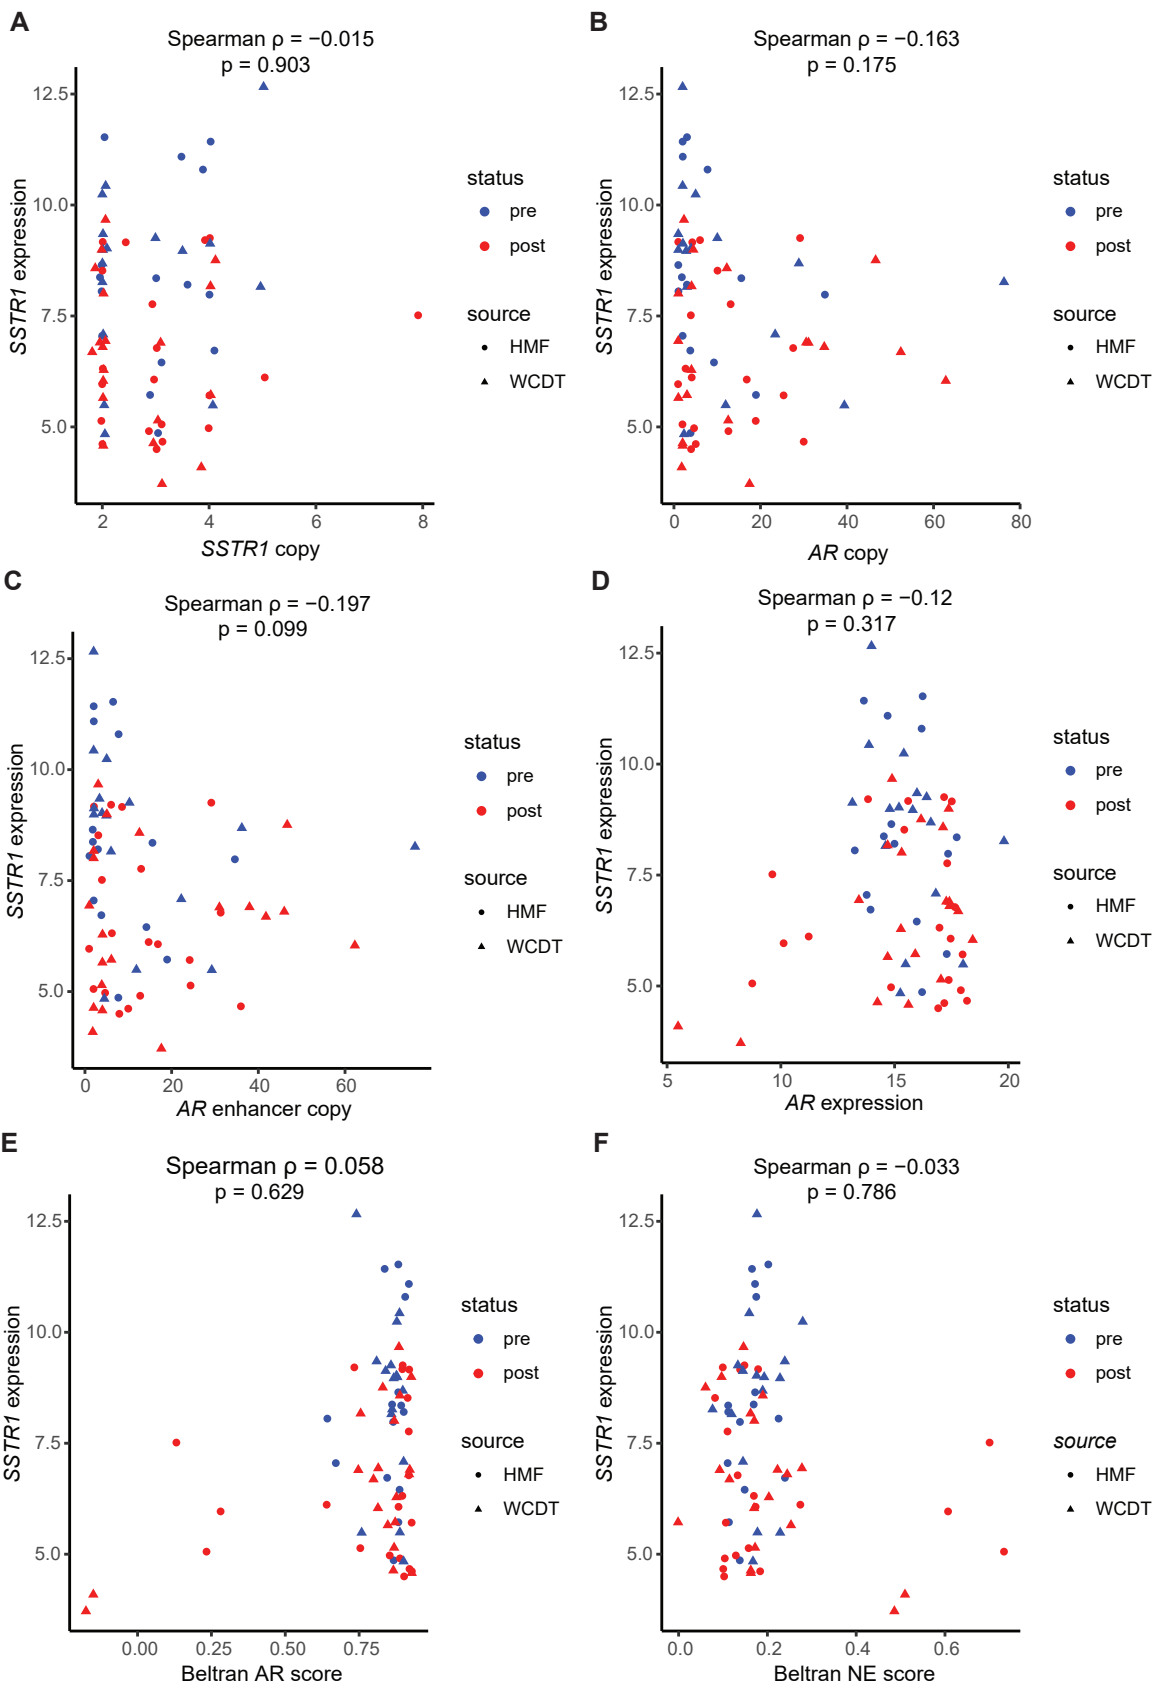 A
Spearman ρ = −0.015
p = 0.903
12.5
10.0
7.5
5.0
SSTR1 expression
2 4 6 8
SSTR1 copy
status
pre
post
source
HMF
WCDT
B
Spearman ρ = −0.163
p = 0.175
12.5
10.0
7.5
5.0
SSTR1 expression
0 20 40 60 80
AR copy
status
pre
post
source
HMF
WCDT
C
Spearman ρ = −0.197
p = 0.099
12.5
10.0
7.5
5.0
SSTR1 expression
0 20 40 60
AR enhancer copy
status
pre
post
source
HMF
WCDT
D
Spearman ρ = −0.12
p = 0.317
12.5
10.0
7.5
5.0
SSTR1 expression
5 10 15 20
AR expression
status
pre
post
source
HMF
WCDT
E
Spearman ρ = 0.058
p = 0.629
12.5
10.0
7.5
5.0
SSTR1 expression
0.00 0.25 0.50 0.75
Beltran AR score
status
pre
post
source
HMF
WCDT
F
Spearman ρ = −0.033
p = 0.786
12.5
10.0
7.5
5.0
SSTR1 expression
0.0 0.2 0.4 0.6
Beltran NE score
status
pre
post
source
HMF
WCDT